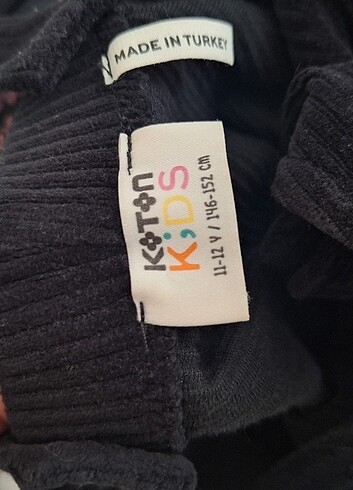 MADE IN TURKEY
KOTON
KiDS
11-12 Y / 146-152 CM